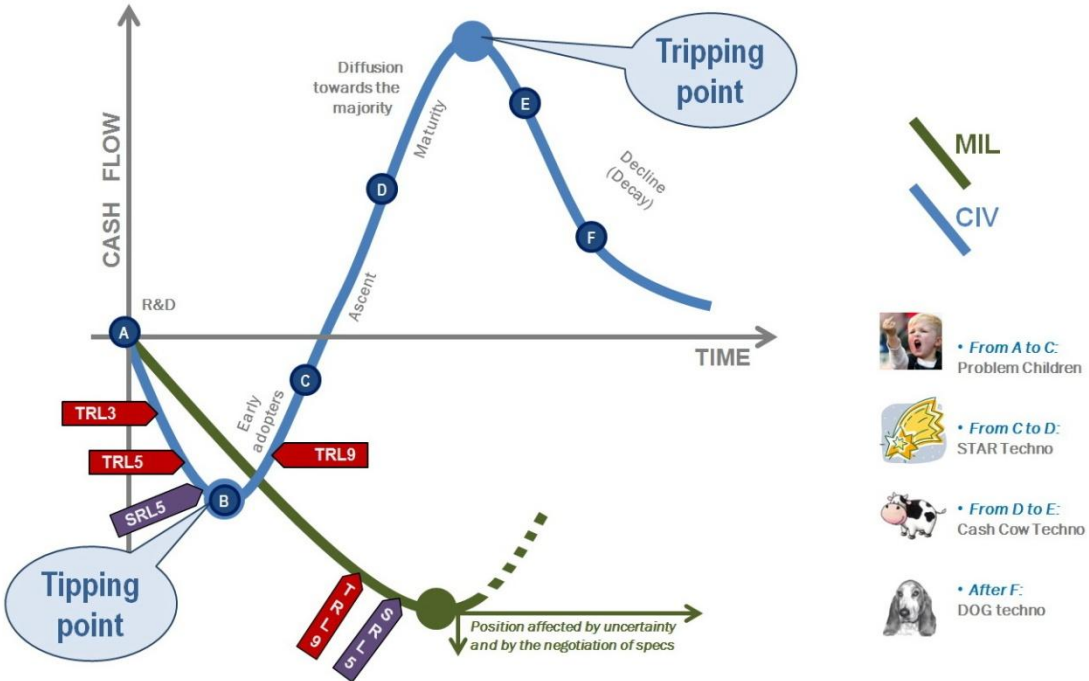 CASH FLOW
TIME
R&D
A
B
C
D
E
F
Early
adopters
Ascent
Diffusion
towards the
majority
Maturity
Tripping
point
Decline
(Decay)
TRL3
TRL5
SRL5
TRL9
Tipping
point
TRL9
SRL5
Position affected by uncertainty
and by the negotiation of specs
MIL
CIV
• From A to C:
Problem Children
• From C to D:
STAR Techno
• From D to E:
Cash Cow Techno
• After F:
DOG techno